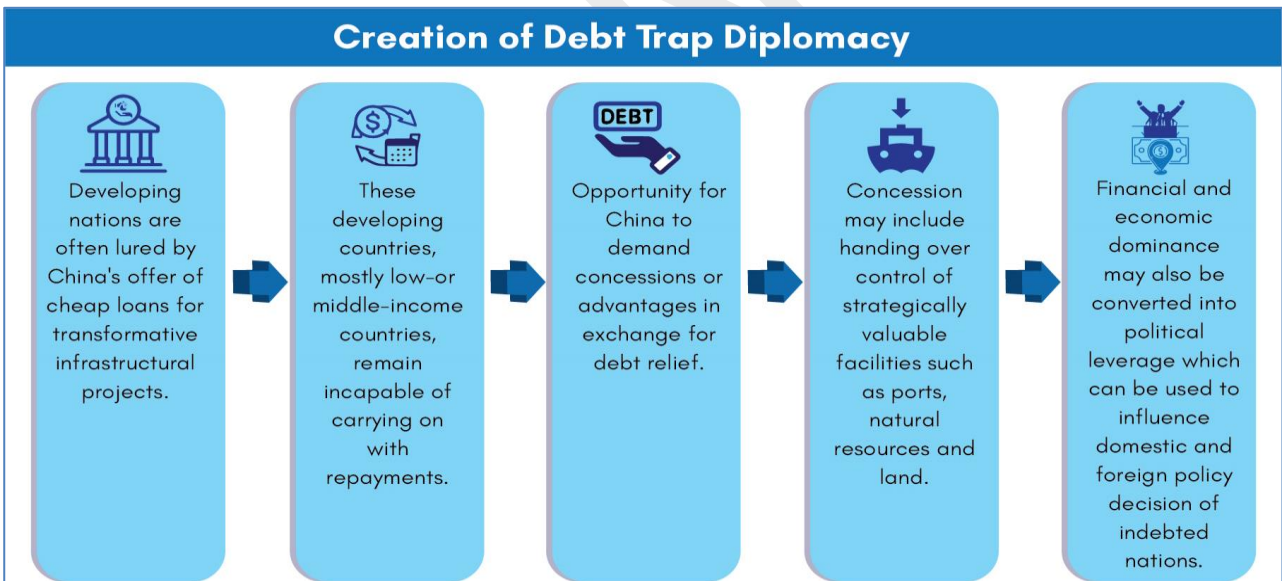 Creation of Debt Trap Diplomacy
Developing
nations are
often lured by
China's offer of
cheap loans for
transformative
infrastructural
projects.
These
developing
countries,
mostly low-or
middle-income
countries,
remain
incapable of
carrying on
with
repayments.
DEBT
Opportunity for
China to
demand
concessions or
advantages in
exchange for
debt relief.
Concession
may include
handing over
control of
strategically
valuable
facilities such
as ports,
natural
resources and
land.
Financial and
economic
dominance
may also be
converted into
political
leverage which
can be used to
influence
domestic and
foreign policy
decision of
indebted
nations.